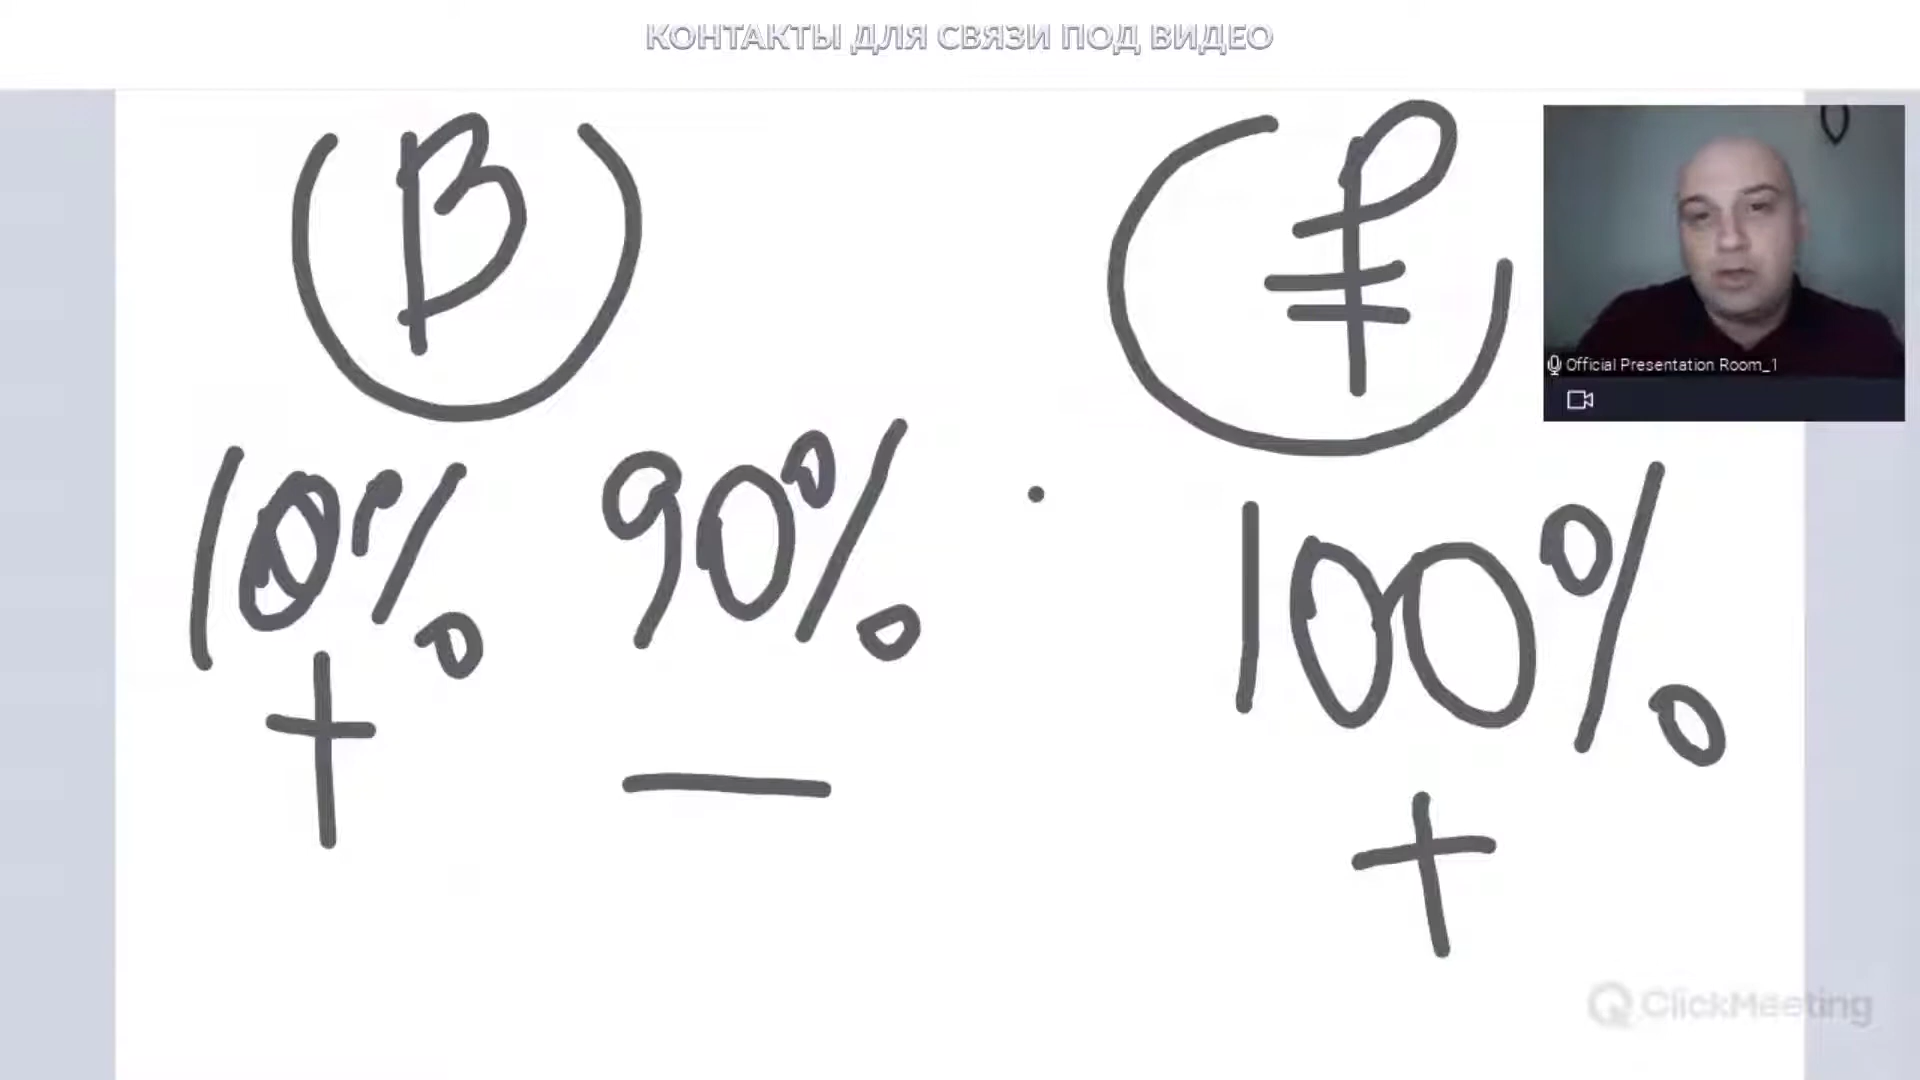 КОНТАКТЫ ДЛЯ СВЯЗИ ПОД ВИДЕО
B
₽
10% 90% 100%
+ — +
Official Presentation Room_1
ClickMeeting